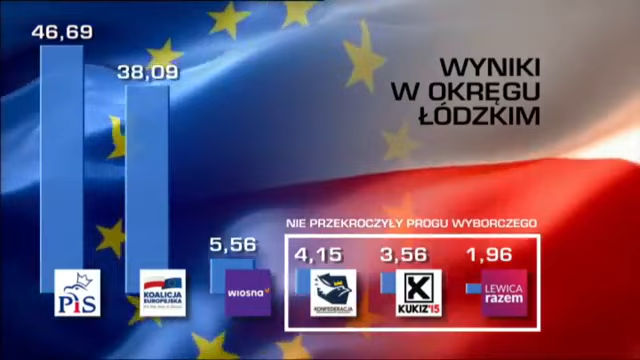 46,69
38,09
WYNIKI
W OKRĘGU
ŁÓDZKIM
NIE PRZEKROCZYŁY PROGU WYBORCZEGO
5,56
4,15
3,56
1,96
PiS
KOALICJA
EUROPEJSKA
wiosna
KONFEDERACJA
KUKIZ'15
LEWICA
razem